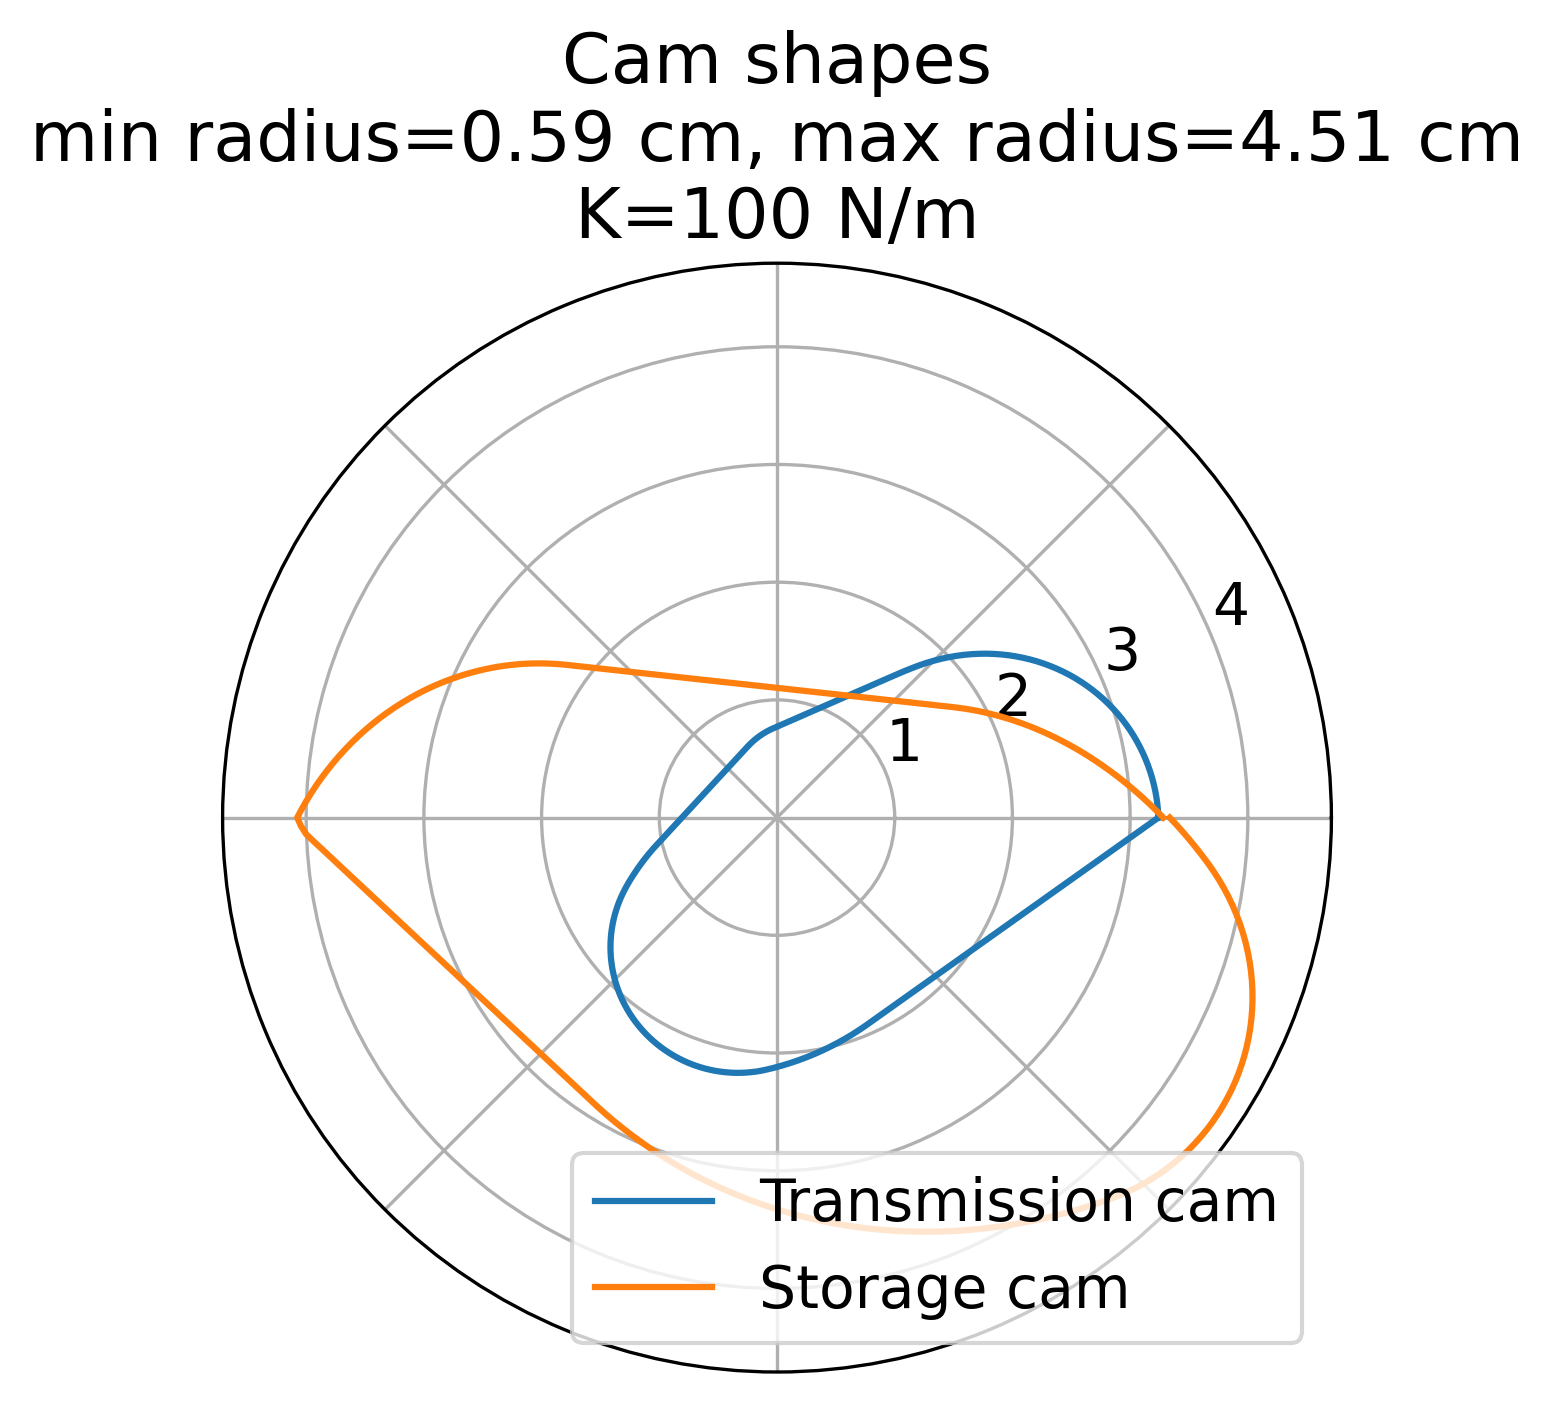 Cam shapes
min radius=0.59 cm, max radius=4.51 cm
K=100 N/m
4
3
2
1
Transmission cam
Storage cam